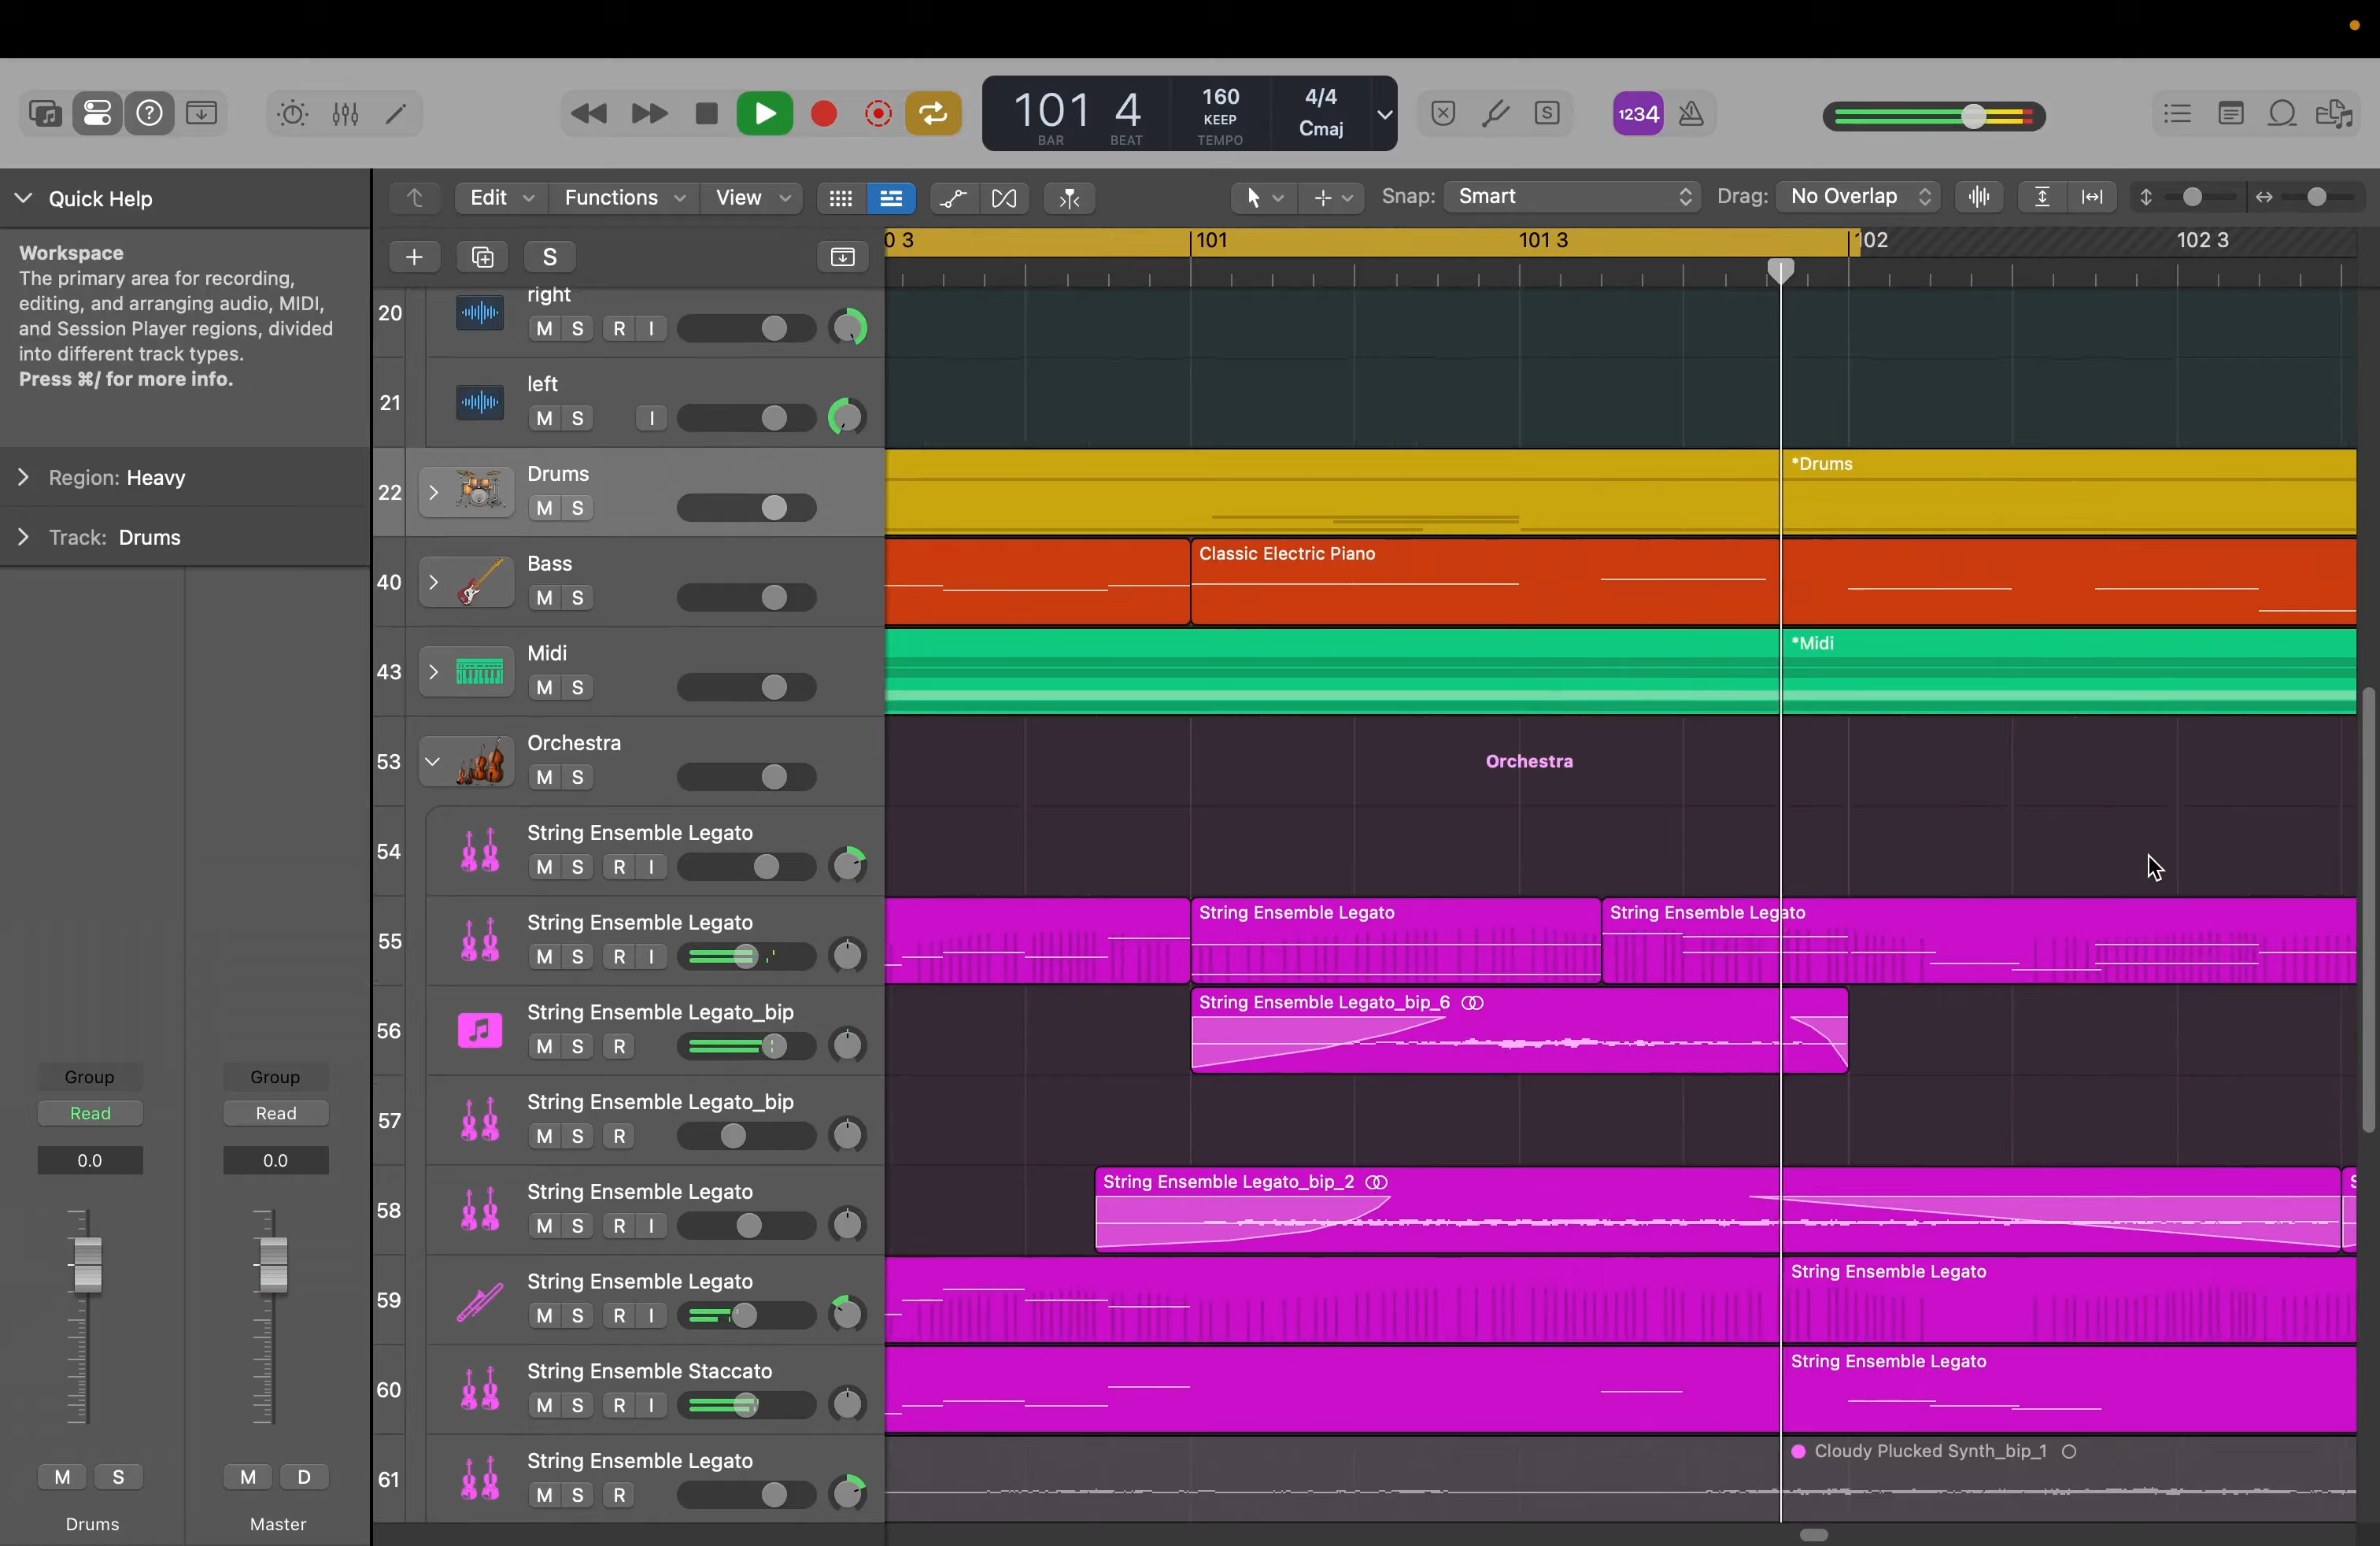 101 4
BAR BEAT
160
KEEP
TEMPO
4/4
Cmaj
S
1234
Quick Help
Edit Functions View
Snap: Smart
Drag: No Overlap
Workspace
The primary area for recording,
editing, and arranging audio, MIDI,
and Session Player regions, divided
into different track types.
Press ⌘/ for more info.
Region: Heavy
Track: Drums
S
0 3 101 101 3 102 102 3
20 right
M S R I
21 left
M S I
22 Drums
M S
*Drums
40 Bass
M S
Classic Electric Piano
43 Midi
M S
*Midi
53 Orchestra
M S
Orchestra
54 String Ensemble Legato
M S R I
55 String Ensemble Legato
M S R I
String Ensemble Legato String Ensemble Legato
56 String Ensemble Legato_bip
M S R
String Ensemble Legato_bip_6
57 String Ensemble Legato_bip
M S R
58 String Ensemble Legato
M S R I
String Ensemble Legato_bip_2
59 String Ensemble Legato
M S R I
String Ensemble Legato
60 String Ensemble Staccato
M S R I
String Ensemble Legato
61 String Ensemble Legato
M S R
Cloudy Plucked Synth_bip_1
Group Group
Read Read
0.0 0.0
M S M D
Drums Master